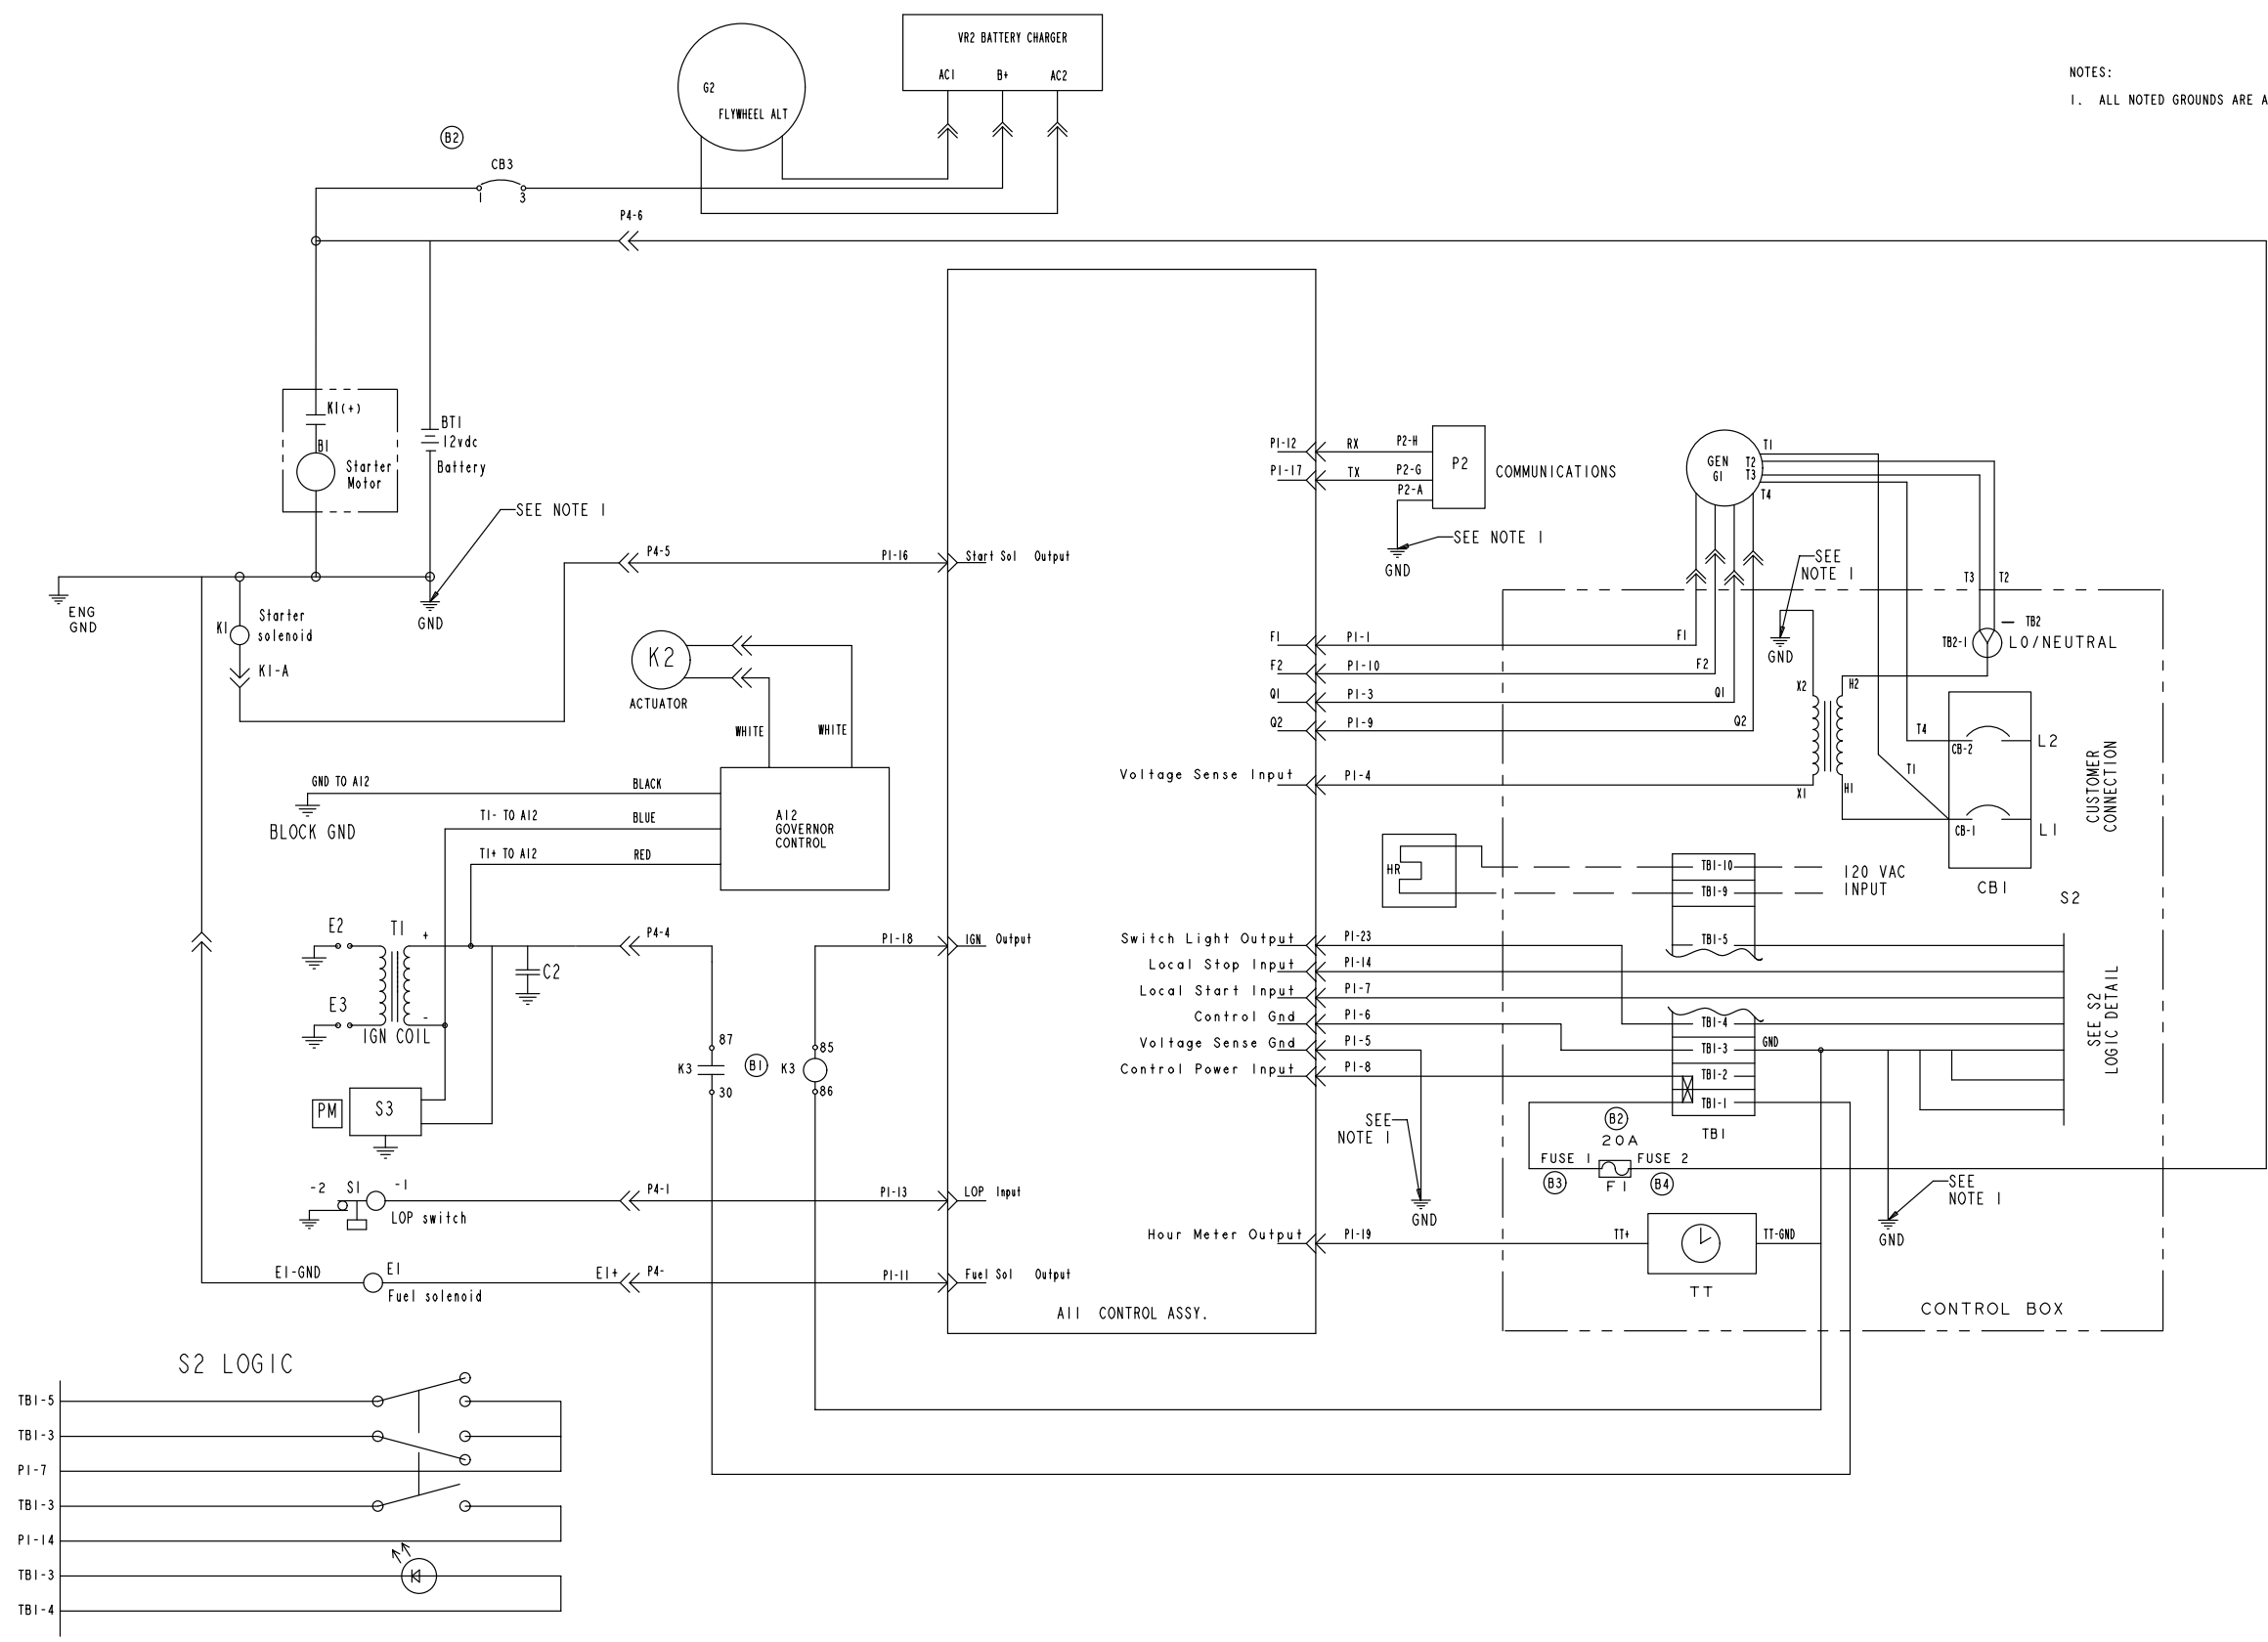 VR2 BATTERY CHARGER
AC1 B+ AC2
G2
FLYWHEEL ALT
NOTES:
1. ALL NOTED GROUNDS ARE A
B2
CB3
1 3
P4-6
K1(+)
B1
Starter
Motor
BT1
12vdc
Battery
SEE NOTE 1
GND
ENG
GND
K1
Starter
solenoid
K1-A
P4-5
P1-16
Start Sol Output
K2
ACTUATOR
WHITE
WHITE
GND TO A12
BLACK
BLOCK GND
T1- TO A12
BLUE
T1+ TO A12
RED
A12
GOVERNOR
CONTROL
E2
T1
+
E3
-
IGN COIL
C2
P4-4
P1-18
IGN Output
87
K3
30
B1
K3
85
86
PM
S3
-2
S1
-1
LOP switch
P4-1
P1-13
LOP Input
E1-GND
E1
Fuel solenoid
E1+
P4-
P1-11
Fuel Sol Output
A11 CONTROL ASSY.
P1-12
RX
P2-H
P1-17
TX
P2-G
P2-A
P2
COMMUNICATIONS
SEE NOTE 1
GND
GEN
G1
T1
T2
T3
T4
F1
P1-1
F1
F2
P1-10
F2
Q1
P1-3
Q1
Q2
P1-9
Q2
Voltage Sense Input
P1-4
SEE
NOTE 1
GND
X2
H2
X1
H1
T3
T2
TB2
TB2-1
LO/NEUTRAL
T4
T1
CB-2
L2
CB-1
L1
CB1
CUSTOMER
CONNECTION
HR
TB1-10
TB1-9
120 VAC
INPUT
TB1-5
S2
Switch Light Output
P1-23
Local Stop Input
P1-14
Local Start Input
P1-7
Control Gnd
P1-6
Voltage Sense Gnd
P1-5
Control Power Input
P1-8
TB1-4
TB1-3
GND
TB1-2
TB1-1
TB1
SEE S2
LOGIC DETAIL
SEE
NOTE 1
GND
B2
20A
FUSE 1
FUSE 2
B3
F1
B4
SEE
NOTE 1
GND
Hour Meter Output
P1-19
TT+
TT-GND
TT
CONTROL BOX
S2 LOGIC
TB1-5
TB1-3
P1-7
TB1-3
P1-14
TB1-3
TB1-4